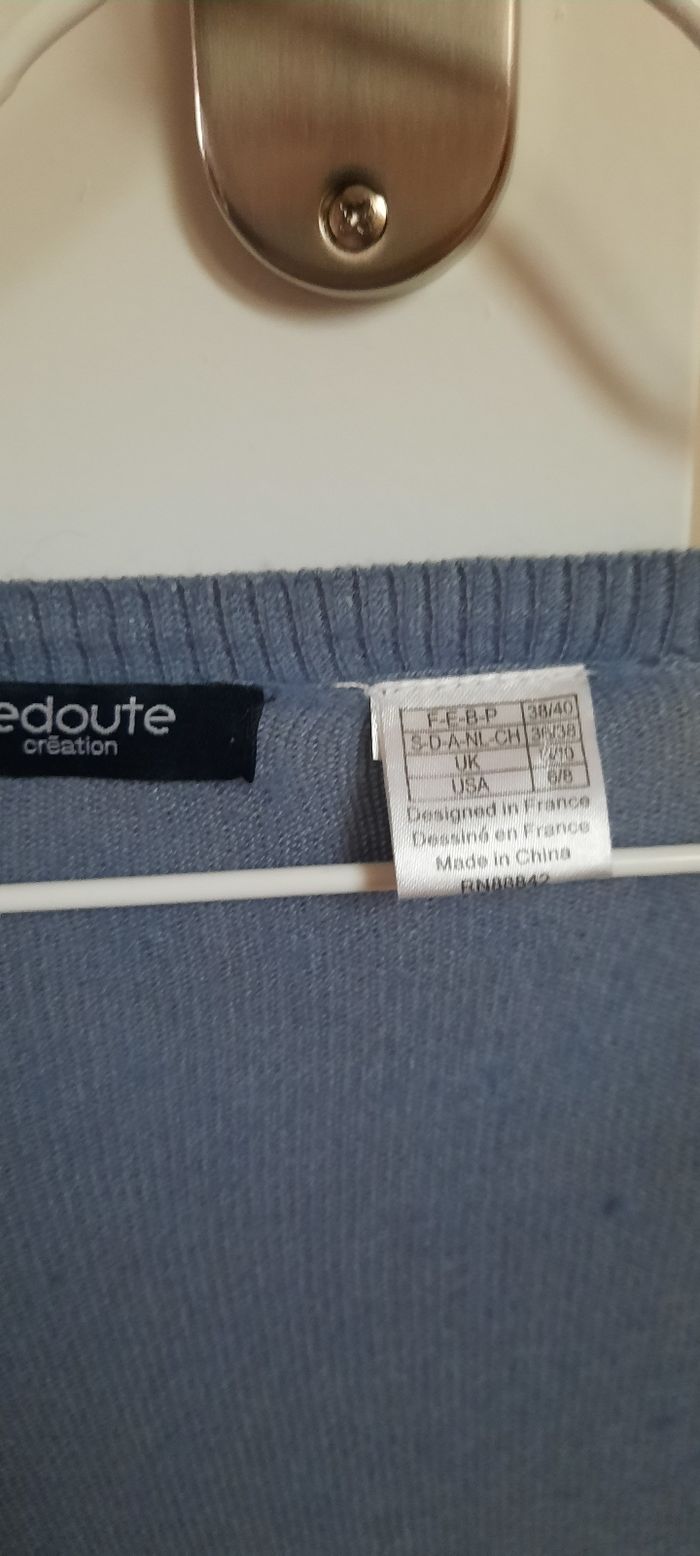 edoute
création
F-E-B-P 38/40
S-D-A-NL-CH 36/38
UK
USA 6/8
Designed in France
Dessiné en France
Made in China
RN88842